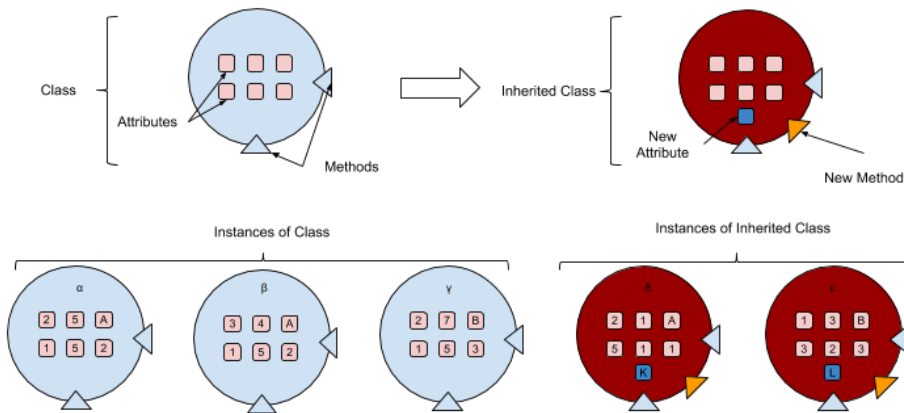 Class
Attributes
Methods
Inherited Class
New
Attribute
New Method
Instances of Class
Instances of Inherited Class
α
2 5 A
1 5 2
β
3 4 A
1 5 2
γ
2 7 B
1 5 3
δ
2 1 A
5 1 1
K
ε
1 3 B
3 2 3
L